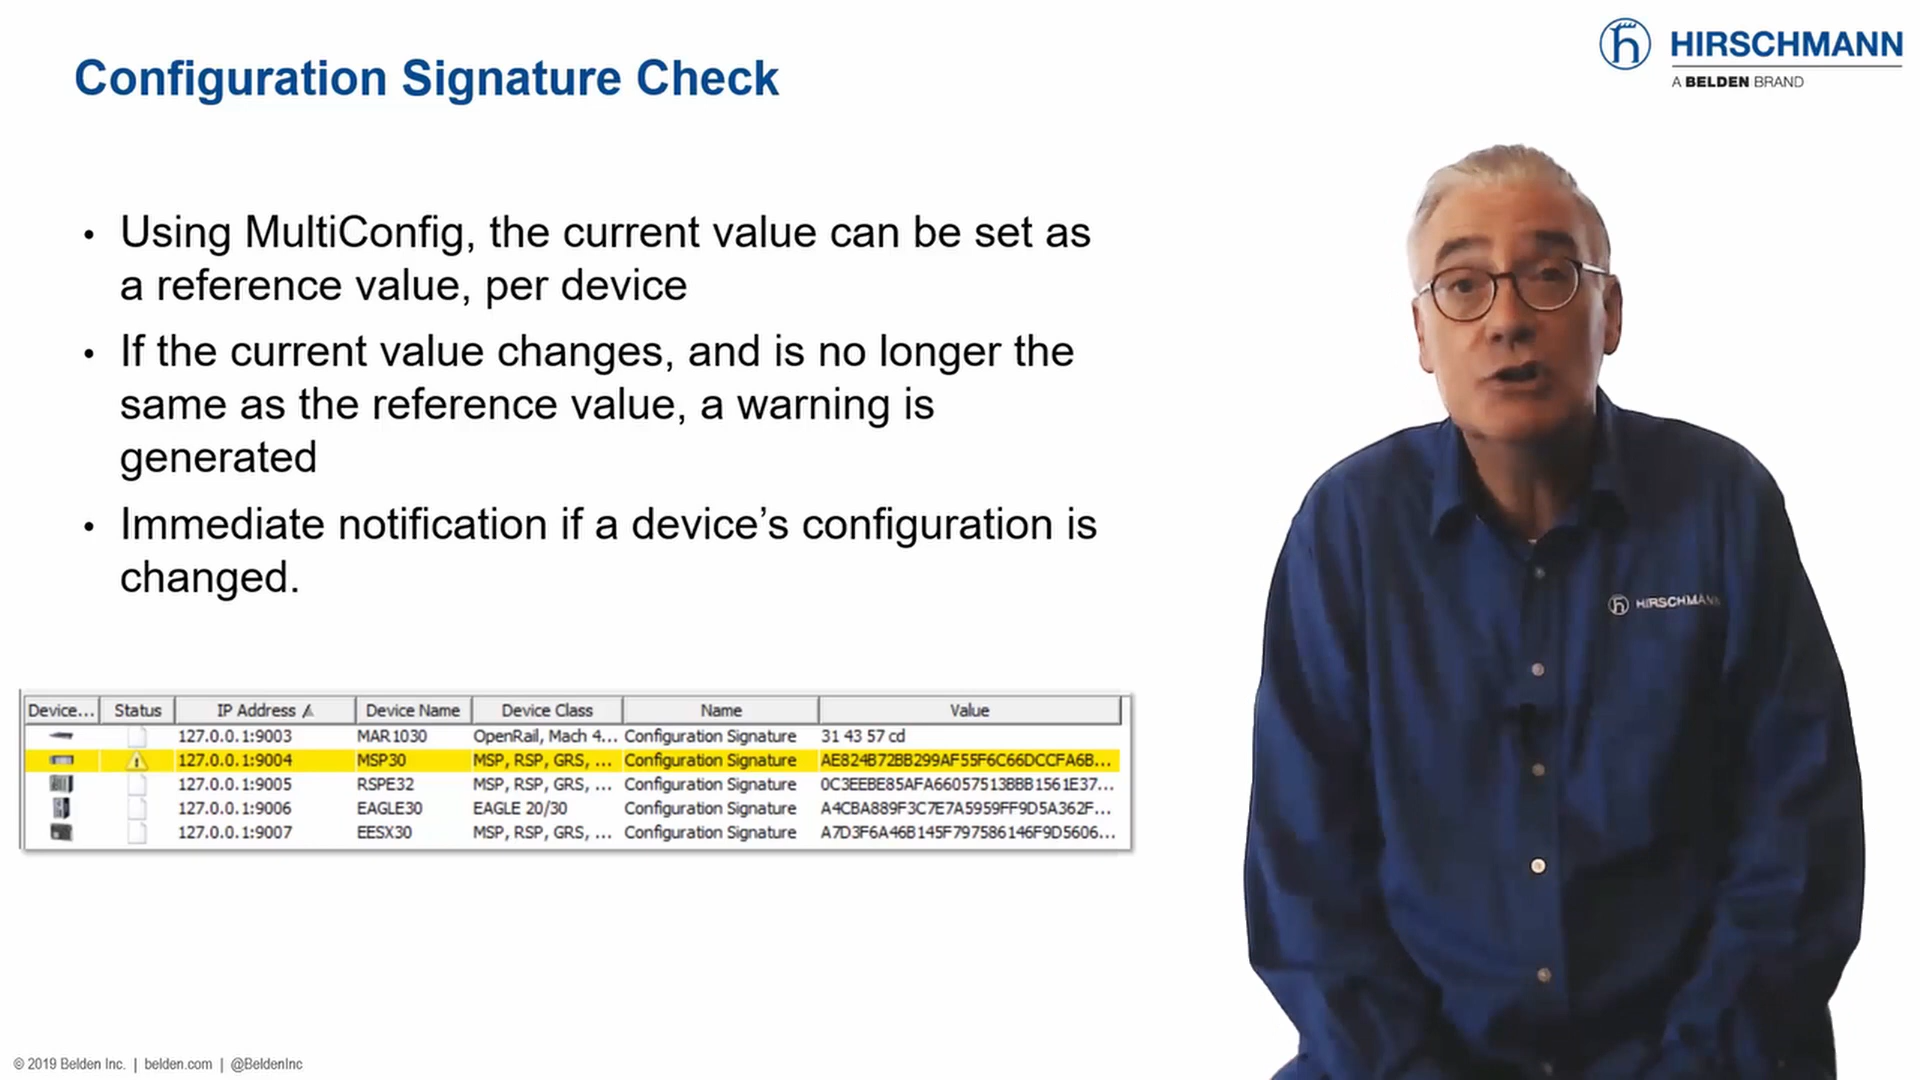 Configuration Signature Check
HIRSCHMANN
A BELDEN BRAND
• Using MultiConfig, the current value can be set as
a reference value, per device
• If the current value changes, and is no longer the
same as the reference value, a warning is
generated
• Immediate notification if a device’s configuration is
changed.
HIRSCHMANN
Device... Status IP Address Device Name Device Class Name Value
127.0.0.1:9003 MAR1030 OpenRail, Mach 4... Configuration Signature 31 43 57 cd
127.0.0.1:9004 MSP30 MSP, RSP, GRS, ... Configuration Signature AE824B72BB299AF55F6C66DCCFA6B...
127.0.0.1:9005 RSPE32 MSP, RSP, GRS, ... Configuration Signature 0C3EEBE85AFA66057513BBB1561E37...
127.0.0.1:9006 EAGLE30 EAGLE 20/30 Configuration Signature A4CBA889F3C7E7A5959FF9D5A362F...
127.0.0.1:9007 EESX30 MSP, RSP, GRS, ... Configuration Signature A7D3F6A46B145F797586146F9D5606...
© 2019 Belden Inc. | belden.com | @BeldenInc